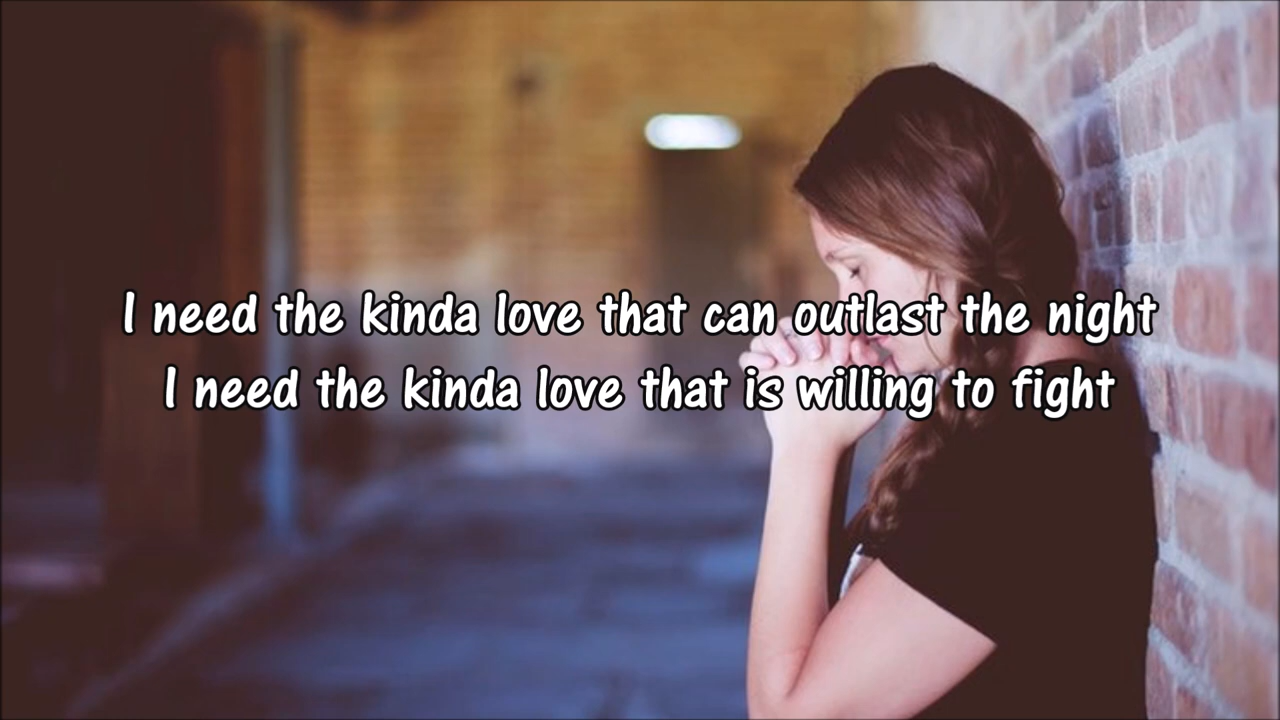 I need the kinda love that can outlast the night
I need the kinda love that is willing to fight